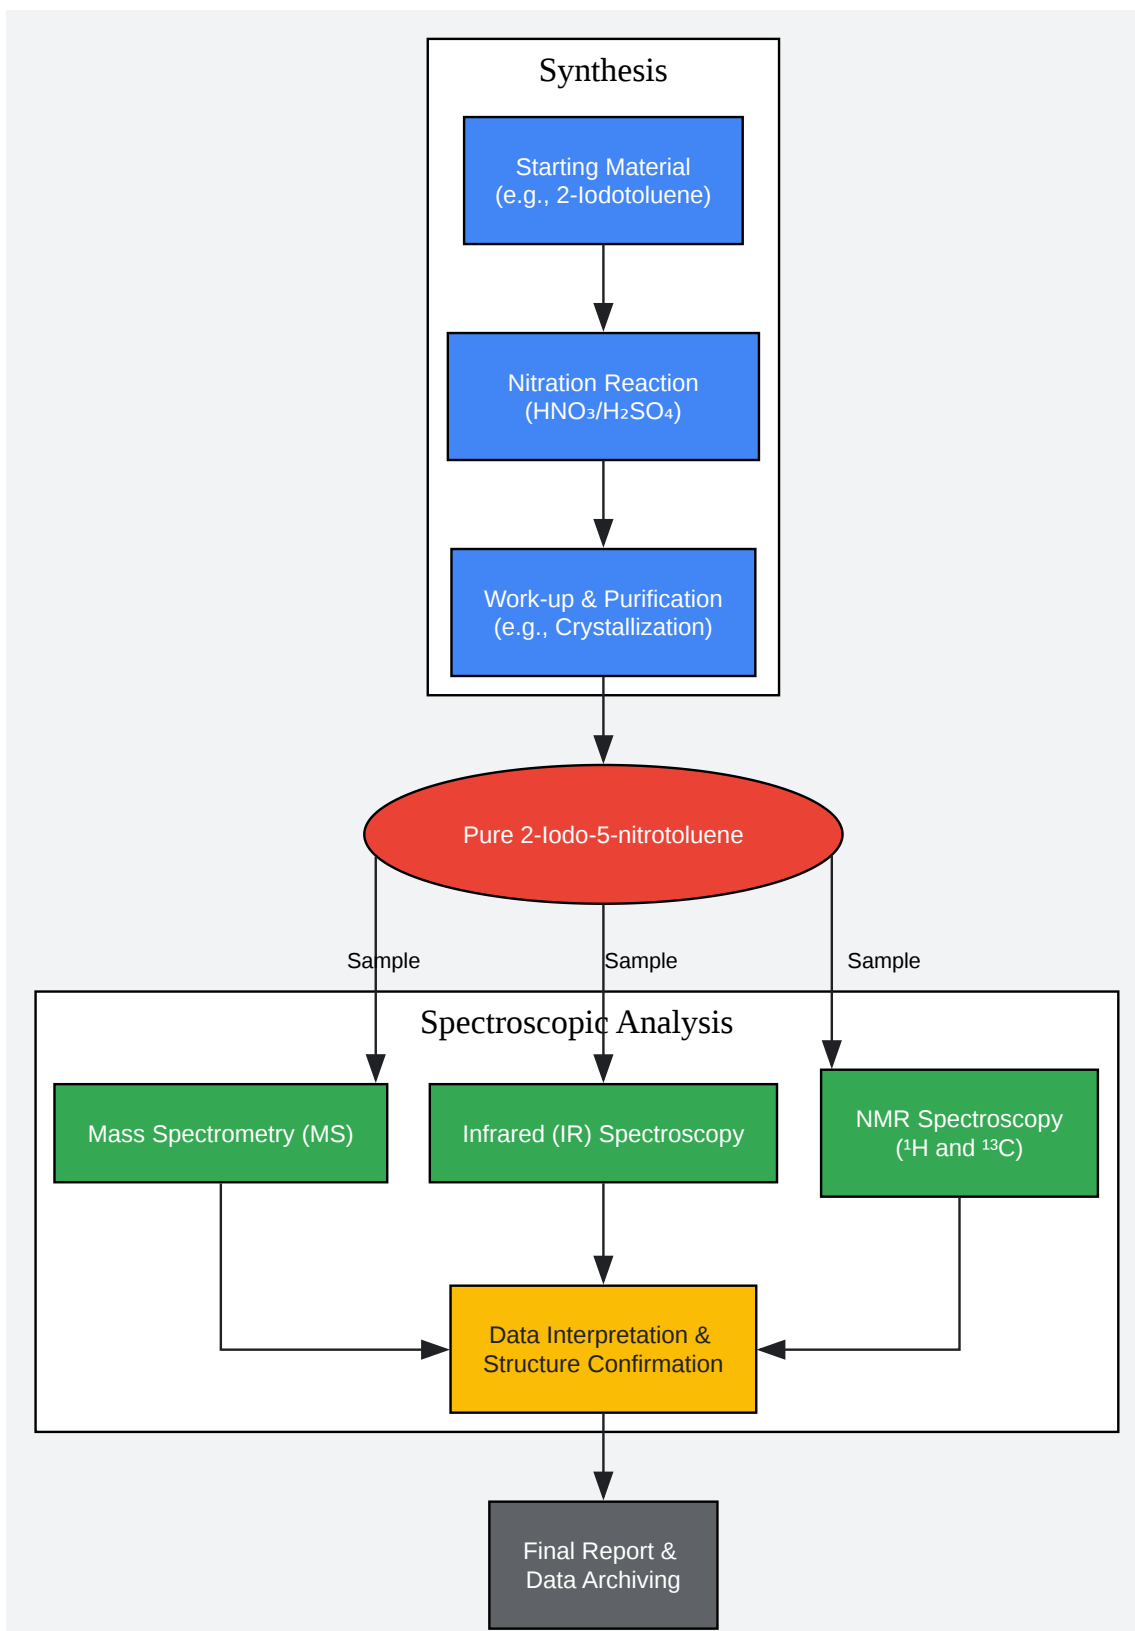 Synthesis
Starting Material
(e.g., 2-Iodotoluene)
Nitration Reaction
(HNO₃/H₂SO₄)
Work-up & Purification
(e.g., Crystallization)
Pure 2-Iodo-5-nitrotoluene
Sample
Sample
Sample
Spectroscopic Analysis
Mass Spectrometry (MS)
Infrared (IR) Spectroscopy
NMR Spectroscopy
(¹H and ¹³C)
Data Interpretation &
Structure Confirmation
Final Report &
Data Archiving